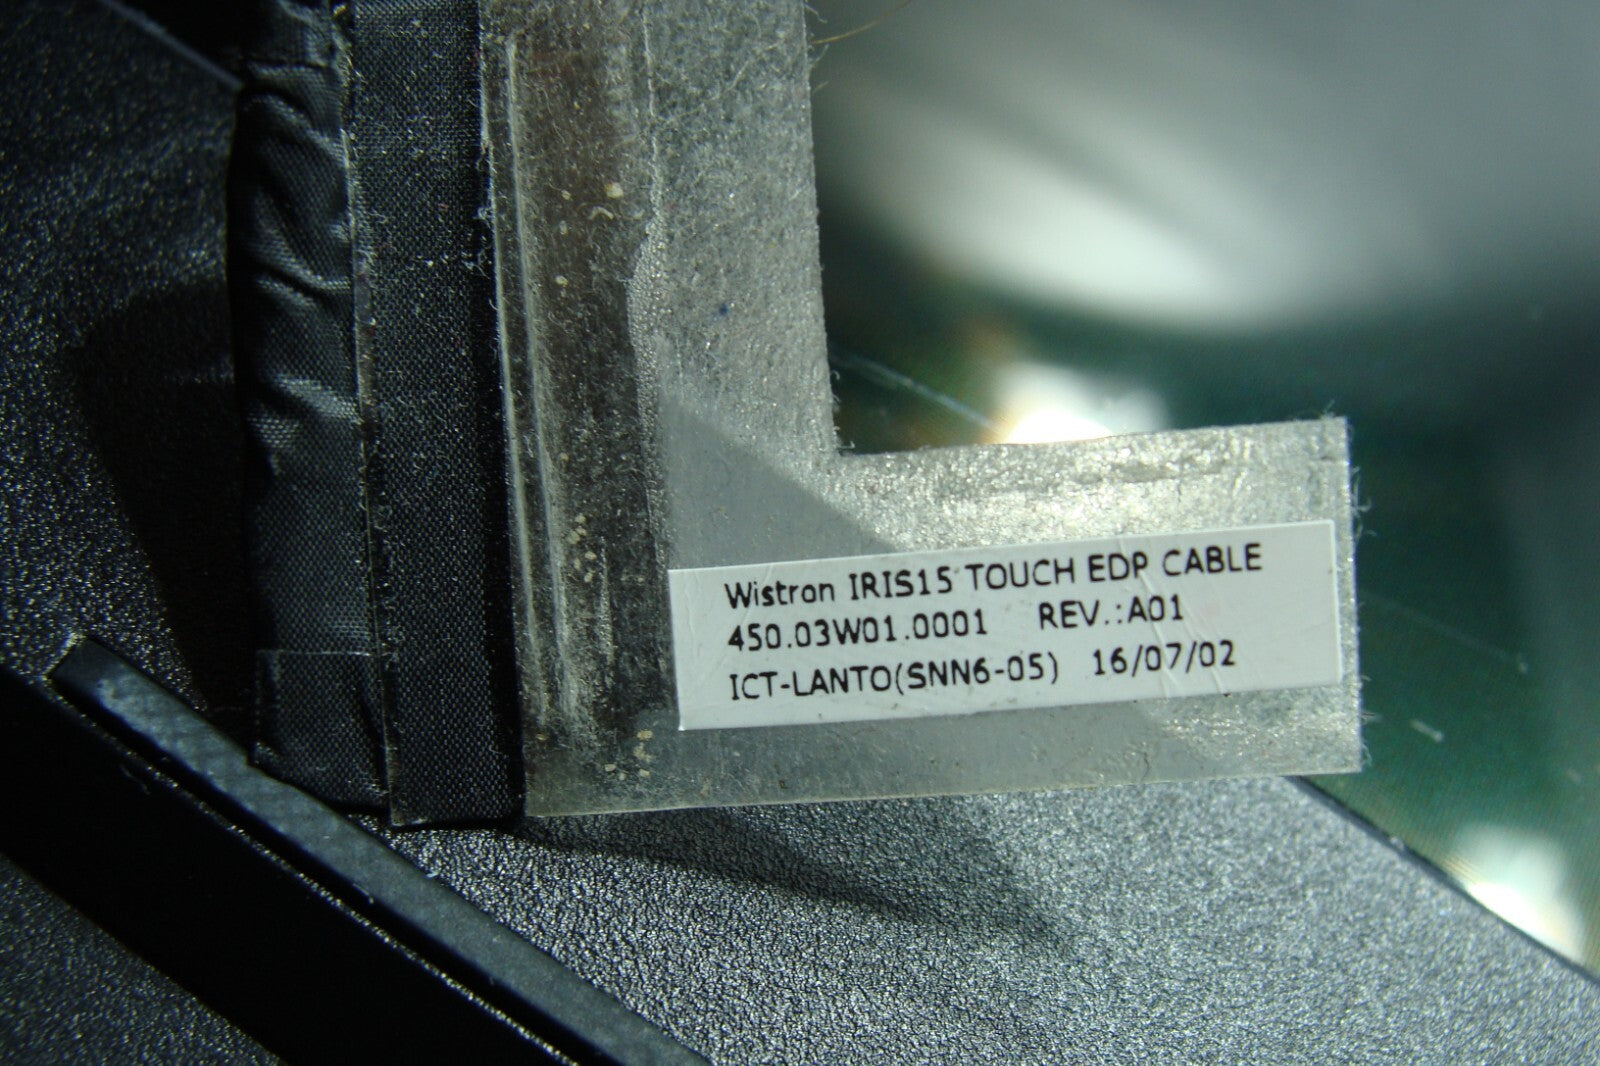 Wistron IRIS15 TOUCH EDP CABLE
450.03W01.0001 REV.:A01
ICT-LANTO(SNN6-05) 16/07/02